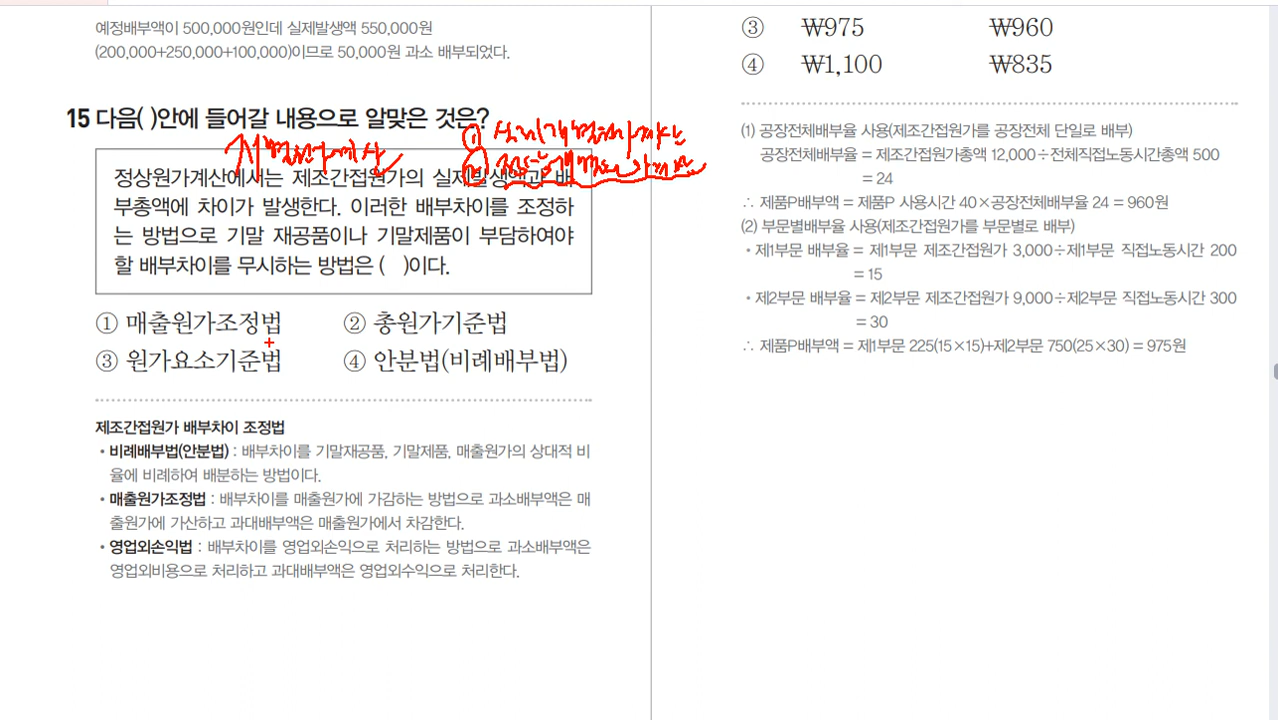 예정배부액이 500,000원인데 실제발생액 550,000원
(200,000+250,000+100,000)이므로 50,000원 과소 배부되었다.
15 다음( )안에 들어갈 내용으로 알맞은 것은?
개별원가계산
① 실제개별원가계산
② 정상개별원가계산
정상원가계산에서는 제조간접원가의 실제발생액과 배
부총액에 차이가 발생한다. 이러한 배부차이를 조정하
는 방법으로 기말 재공품이나 기말제품이 부담하여야
할 배부차이를 무시하는 방법은 ( )이다.
① 매출원가조정법 ② 총원가기준법
③ 원가요소기준법 ④ 안분법(비례배부법)
제조간접원가 배부차이 조정법
• 비례배부법(안분법) : 배부차이를 기말재공품, 기말제품, 매출원가의 상대적 비
율에 비례하여 배분하는 방법이다.
• 매출원가조정법 : 배부차이를 매출원가에 가감하는 방법으로 과소배부액은 매
출원가에 가산하고 과대배부액은 매출원가에서 차감한다.
• 영업외손익법 : 배부차이를 영업외손익으로 처리하는 방법으로 과소배부액은
영업외비용으로 처리하고 과대배부액은 영업외수익으로 처리한다.
③ ₩975 ₩960
④ ₩1,100 ₩835
(1) 공장전체배부율 사용(제조간접원가를 공장전체 단일로 배부)
공장전체배부율 = 제조간접원가총액 12,000÷전체직접노동시간총액 500
= 24
∴ 제품P배부액 = 제품P 사용시간 40×공장전체배부율 24 = 960원
(2) 부문별배부율 사용(제조간접원가를 부문별로 배부)
• 제1부문 배부율 = 제1부문 제조간접원가 3,000÷제1부문 직접노동시간 200
= 15
• 제2부문 배부율 = 제2부문 제조간접원가 9,000÷제2부문 직접노동시간 300
= 30
∴ 제품P배부액 = 제1부문 225(15×15)+제2부문 750(25×30) = 975원